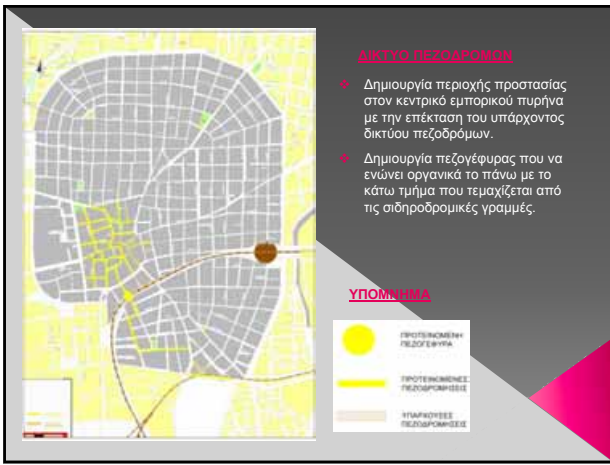 ΔΙΚΤΥΟ ΠΕΖΟΔΡΟΜΩΝ
Δημιουργία περιοχής προστασίας
στον κεντρικό εμπορικό πυρήνα
με την επέκταση του υπάρχοντος
δικτύου πεζοδρόμων.
Δημιουργία πεζογέφυρας που να
ενώνει οργανικά το πάνω με το
κάτω τμήμα που τεμαχίζεται από
τις σιδηροδρομικές γραμμές.
ΥΠΟΜΝΗΜΑ
ΠΡΟΤΕΙΝΟΜΕΝΗ
ΠΕΖΟΓΕΦΥΡΑ
ΠΡΟΤΕΙΝΟΜΕΝΕΣ
ΠΕΖΟΔΡΟΜΗΣΕΙΣ
ΥΠΑΡΧΟΥΣΕΣ
ΠΕΖΟΔΡΟΜΗΣΕΙΣ